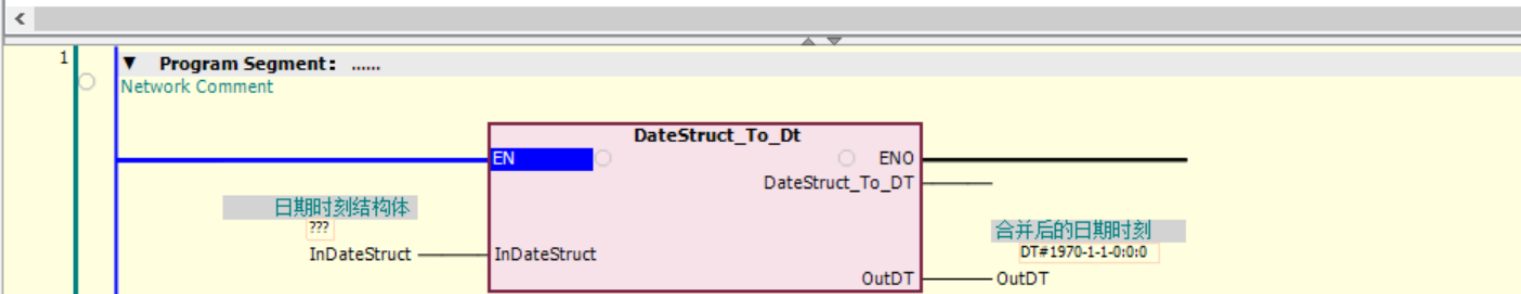 1
▼ Program Segment: ......
Network Comment
DateStruct_To_Dt
EN
ENO
DateStruct_To_DT
日期时刻结构体
???
InDateStruct
InDateStruct
合并后的日期时刻
DT#1970-1-1-0:0:0
OutDT
OutDT